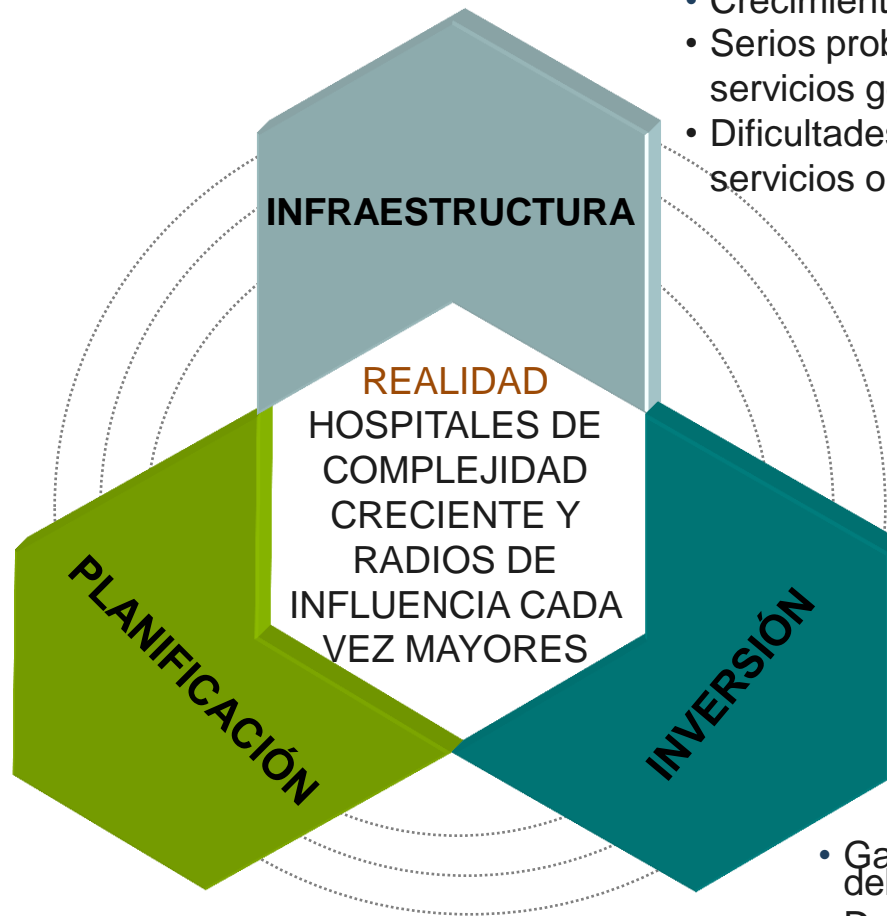 • Crecimient
• Serios prob
servicios g
• Dificultades
servicios o
INFRAESTRUCTURA
REALIDAD
HOSPITALES DE
COMPLEJIDAD
CRECIENTE Y
RADIOS DE
INFLUENCIA CADA
VEZ MAYORES
PLANIFICACIÓN
INVERSIÓN
• Ga
del